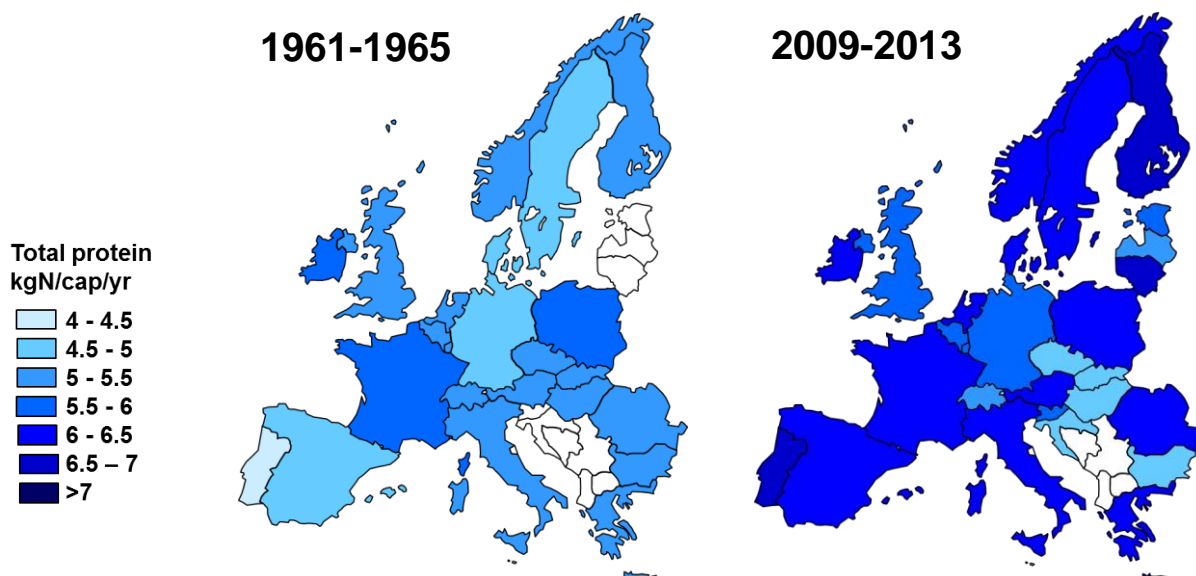 1961-1965
2009-2013
Total protein
kgN/cap/yr
4 - 4.5
4.5 - 5
5 - 5.5
5.5 - 6
6 - 6.5
6.5 – 7
>7